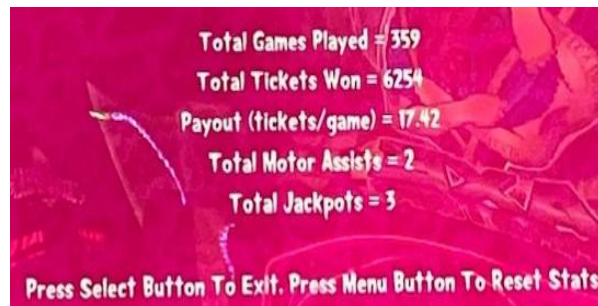 Total Games Played = 359
Total Tickets Won = 6254
Payout (tickets/game) = 17.42
Total Motor Assists = 2
Total Jackpots = 3
Press Select Button To Exit. Press Menu Button To Reset Stats